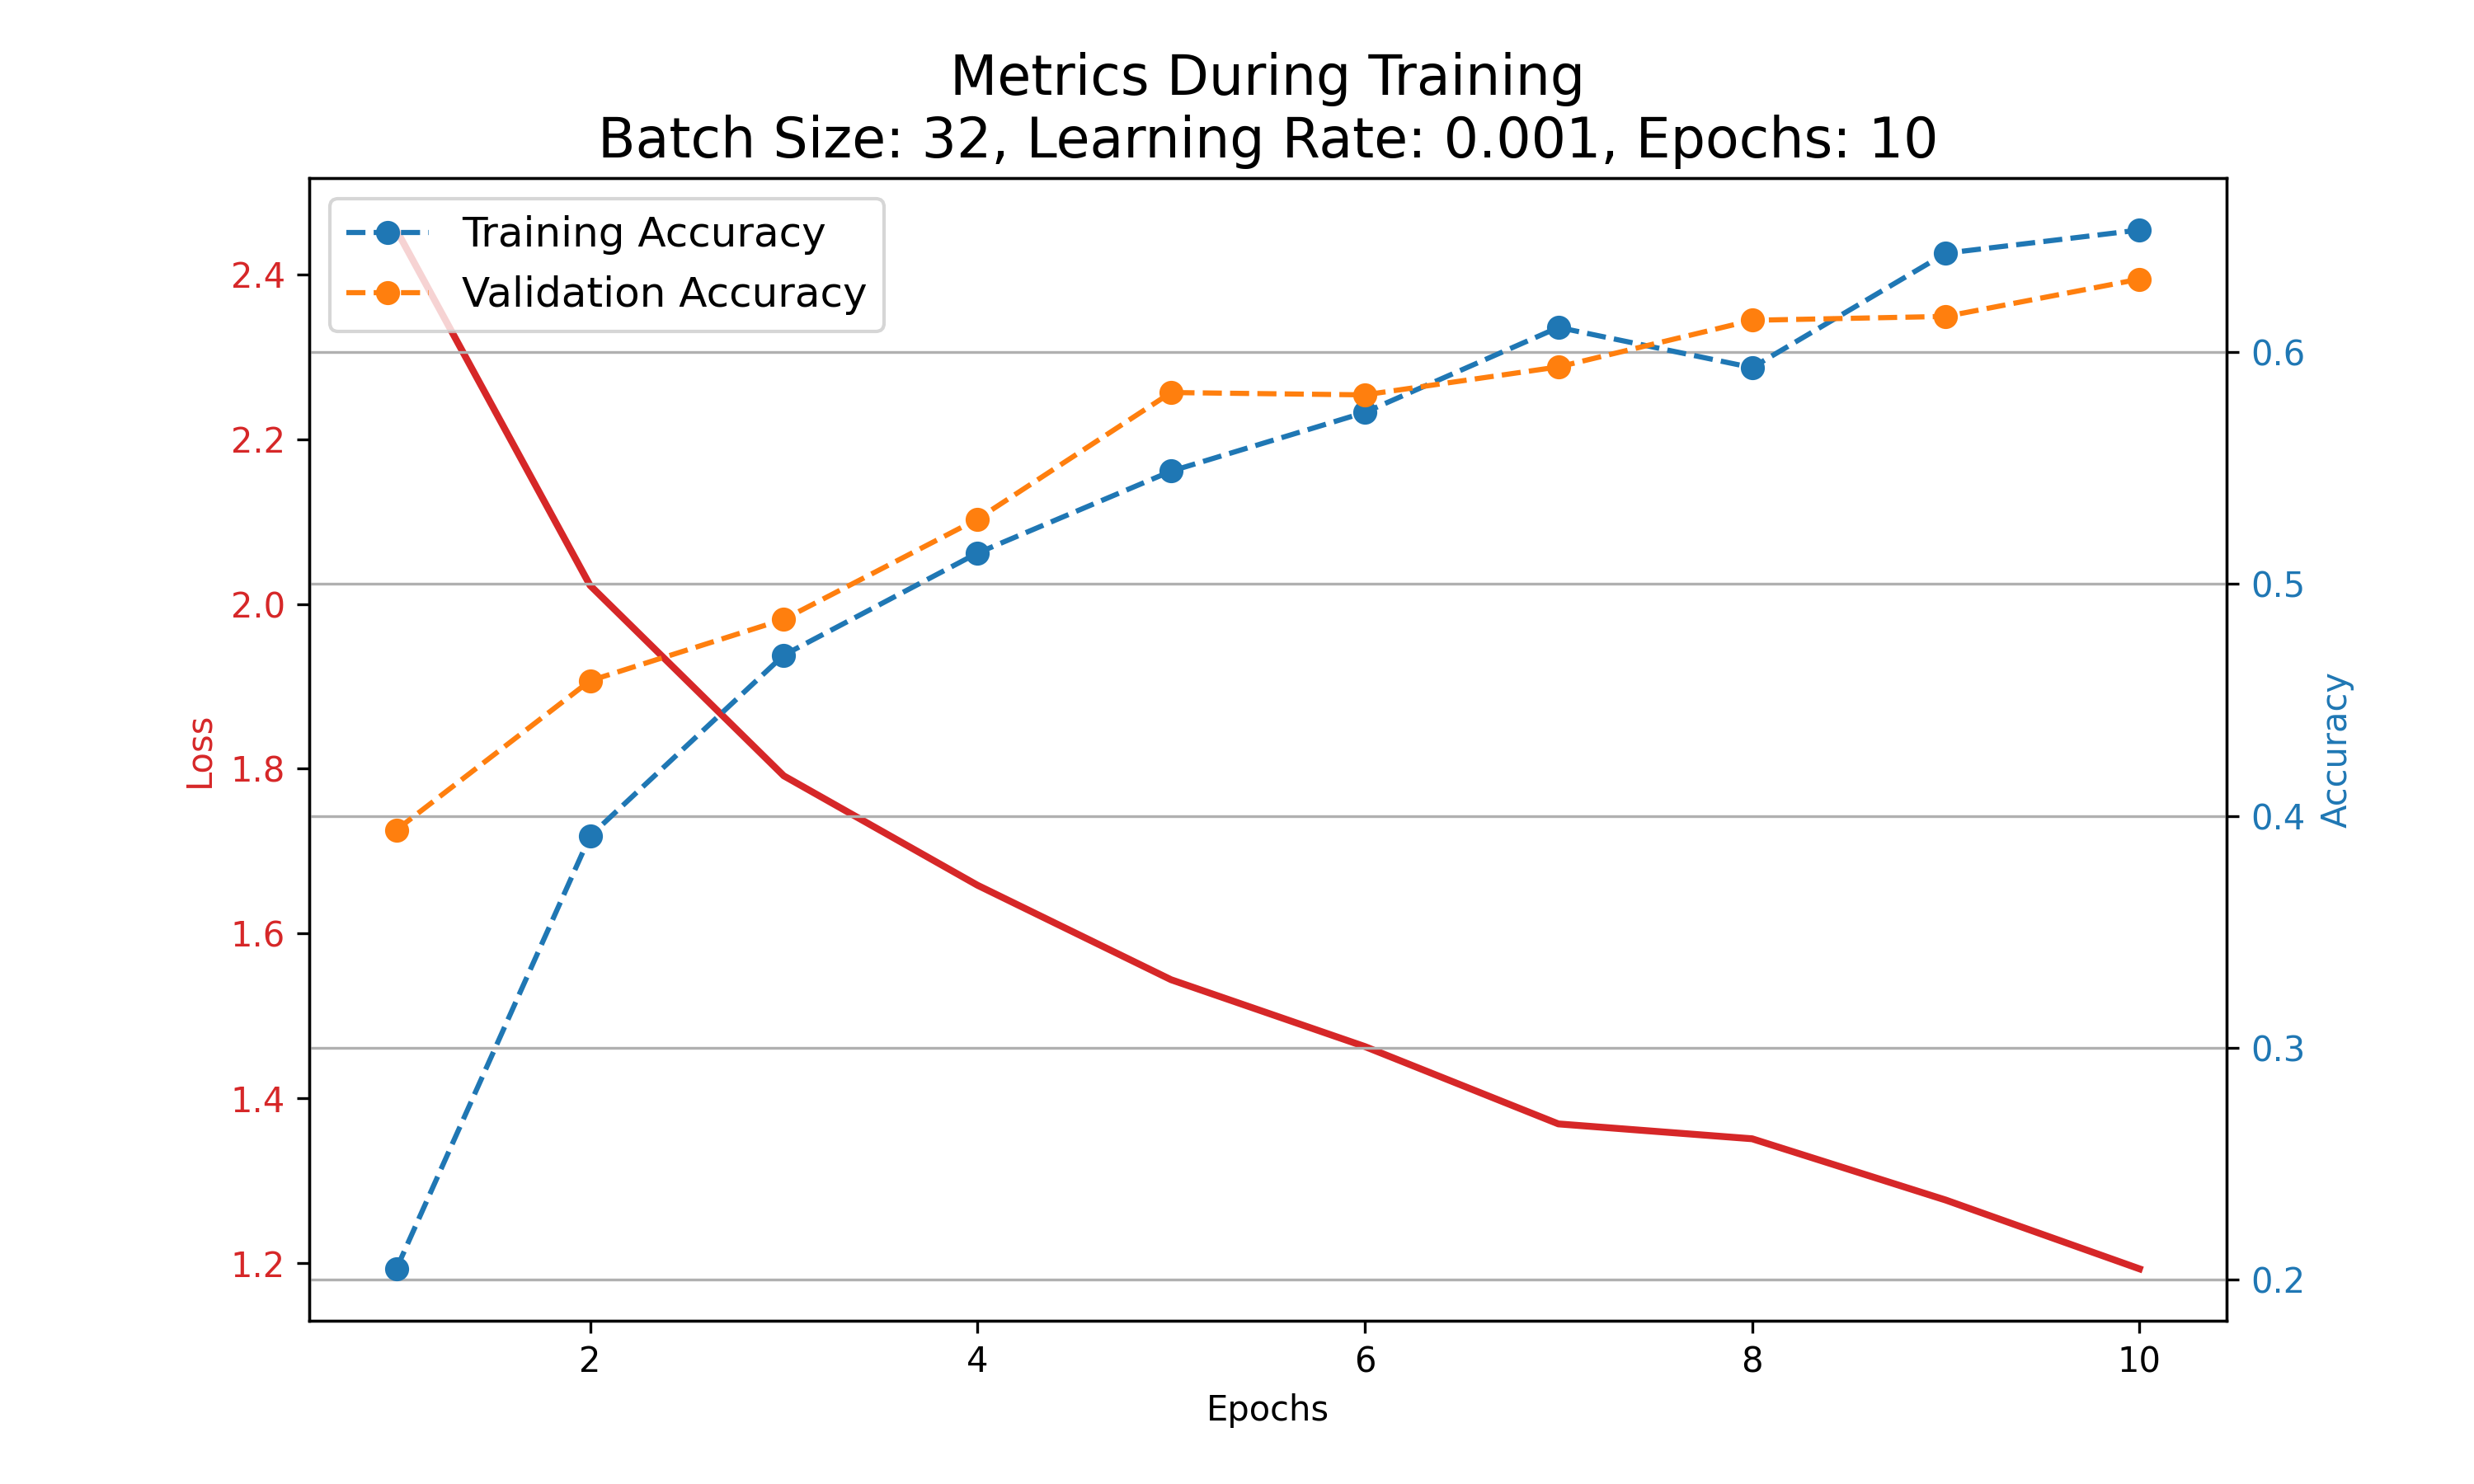 Metrics During Training
Batch Size: 32, Learning Rate: 0.001, Epochs: 10
Training Accuracy
Validation Accuracy
2.4
2.2
2.0
1.8
1.6
1.4
1.2
Loss
0.6
0.5
0.4
0.3
0.2
Accuracy
2 4 6 8 10
Epochs